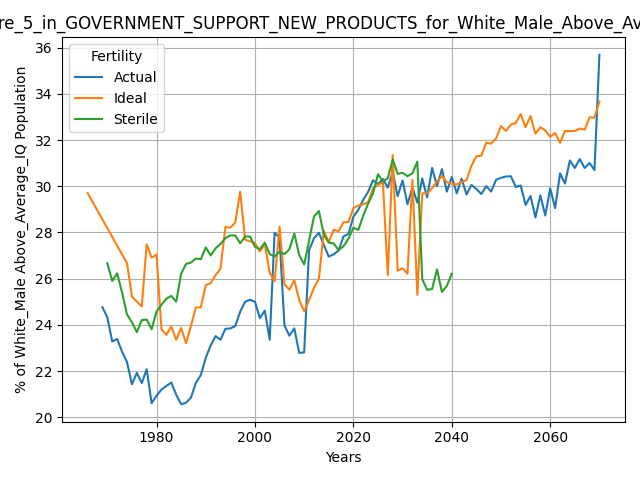 re_5_in_GOVERNMENT_SUPPORT_NEW_PRODUCTS_for_White_Male_Above_Av
Fertility
Actual
Ideal
Sterile
% of White_Male Above_Average_IQ Population
36
34
32
30
28
26
24
22
20
1980
2000
2020
2040
2060
Years